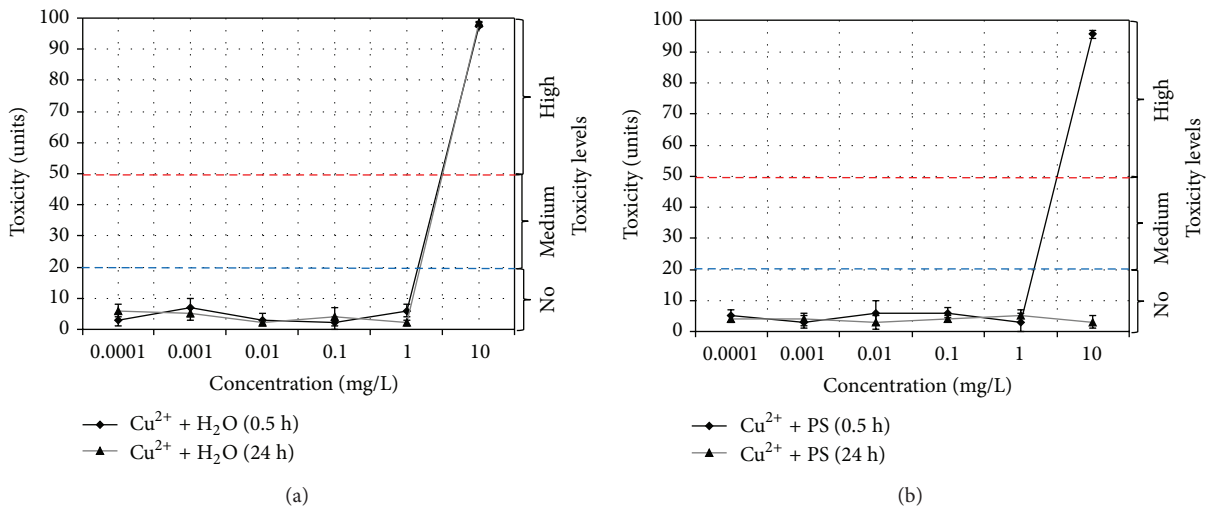 100
90
80
70
60
50
40
30
20
10
0
Toxicity (units)
0.0001 0.001 0.01 0.1 1 10
Concentration (mg/L)
High
Medium
No
Toxicity levels
Cu²⁺ + H₂O (0.5 h)
Cu²⁺ + H₂O (24 h)
(a)
100
90
80
70
60
50
40
30
20
10
0
Toxicity (units)
0.0001 0.001 0.01 0.1 1 10
Concentration (mg/L)
High
Medium
No
Toxicity levels
Cu²⁺ + PS (0.5 h)
Cu²⁺ + PS (24 h)
(b)